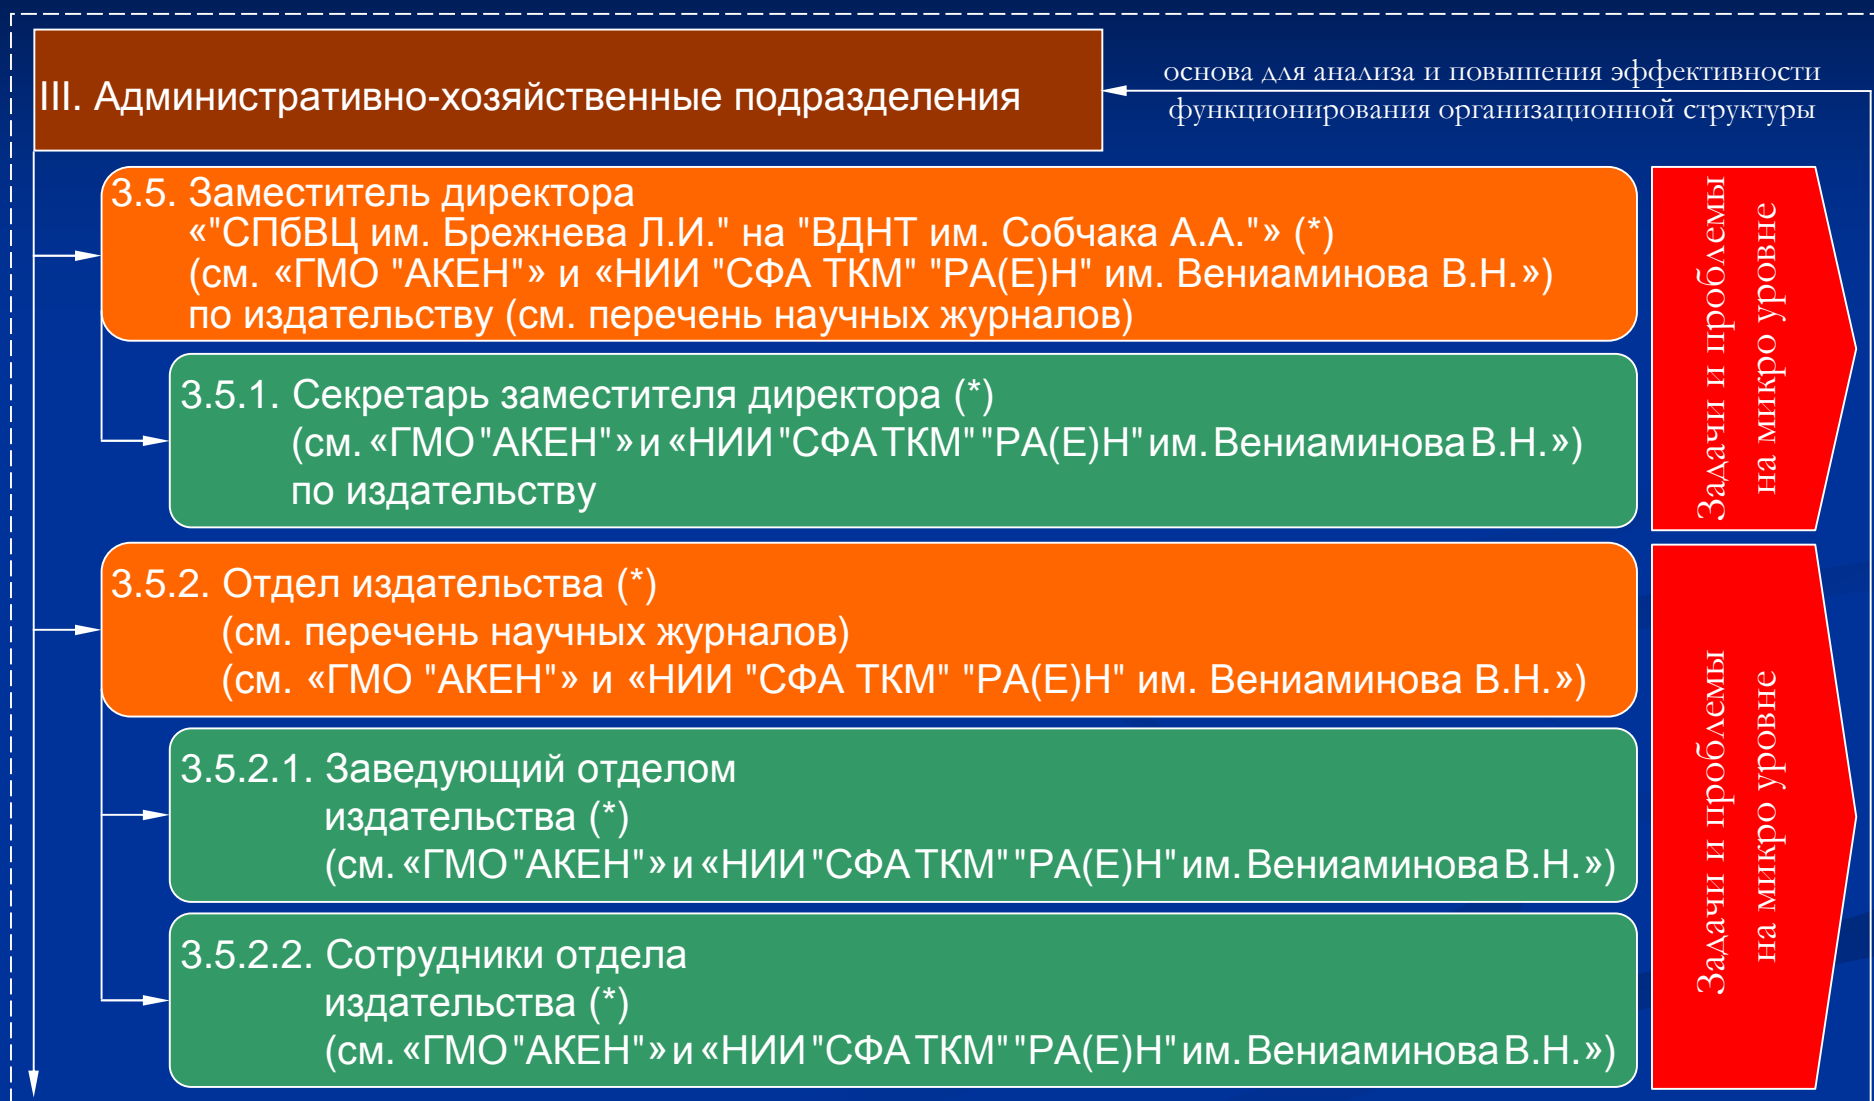 III. Административно-хозяйственные подразделения
основа для анализа и повышения эффективности
функционирования организационной структуры
3.5. Заместитель директора
«"СПбВЦ им. Брежнева Л.И." на "ВДНТ им. Собчака А.А."» (*)
(см. «ГМО "АКЕН"» и «НИИ "СФА ТКМ" "РА(Е)Н" им. Вениаминова В.Н.»)
по издательству (см. перечень научных журналов)
3.5.1. Секретарь заместителя директора (*)
(см. «ГМО "АКЕН"» и «НИИ "СФА ТКМ" "РА(Е)Н" им. Вениаминова В.Н.»)
по издательству
Задачи и проблемы
на микро уровне
3.5.2. Отдел издательства (*)
(см. перечень научных журналов)
(см. «ГМО "АКЕН"» и «НИИ "СФА ТКМ" "РА(Е)Н" им. Вениаминова В.Н.»)
3.5.2.1. Заведующий отделом
издательства (*)
(см. «ГМО "АКЕН"» и «НИИ "СФА ТКМ" "РА(Е)Н" им. Вениаминова В.Н.»)
3.5.2.2. Сотрудники отдела
издательства (*)
(см. «ГМО "АКЕН"» и «НИИ "СФА ТКМ" "РА(Е)Н" им. Вениаминова В.Н.»)
Задачи и проблемы
на микро уровне